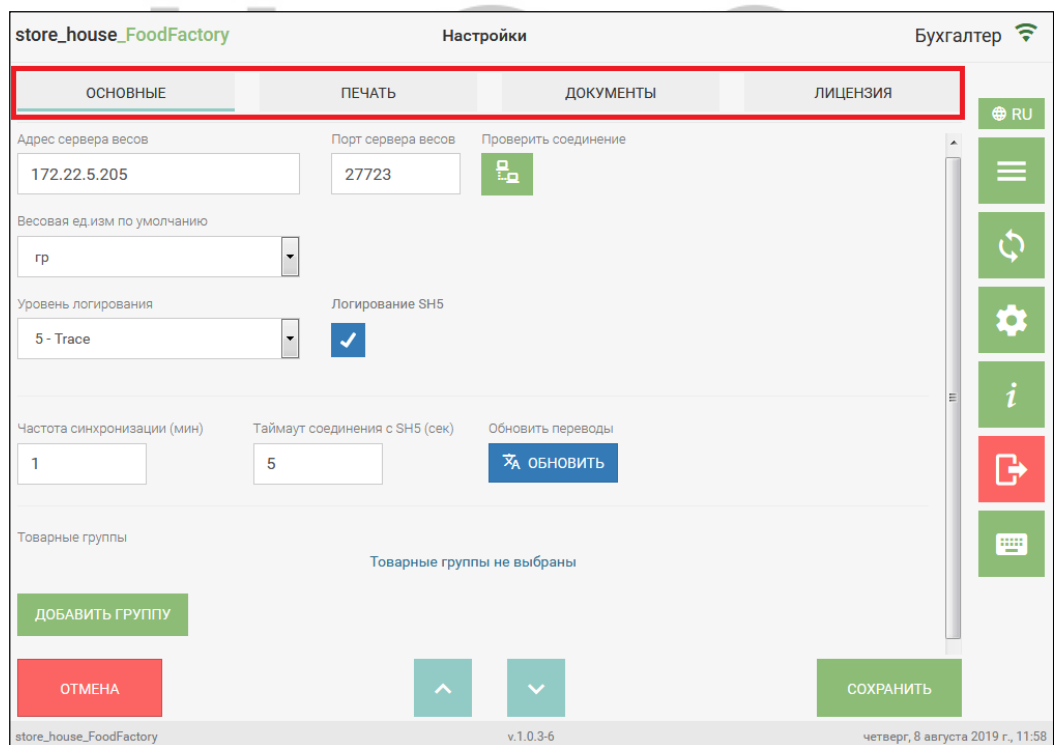 store_house_FoodFactory Настройки Бухгалтер
ОСНОВНЫЕ ПЕЧАТЬ ДОКУМЕНТЫ ЛИЦЕНЗИЯ
RU
Адрес сервера весов Порт сервера весов Проверить соединение
172.22.5.205 27723
Весовая ед.изм по умолчанию
гр
Уровень логирования Логирование SH5
5 - Trace
Частота синхронизации (мин) Таймаут соединения с SH5 (сек) Обновить переводы
1 5 ОБНОВИТЬ
Товарные группы
Товарные группы не выбраны
ДОБАВИТЬ ГРУППУ
ОТМЕНА СОХРАНИТЬ
store_house_FoodFactory v.1.0.3-6 четверг, 8 августа 2019 г., 11:58